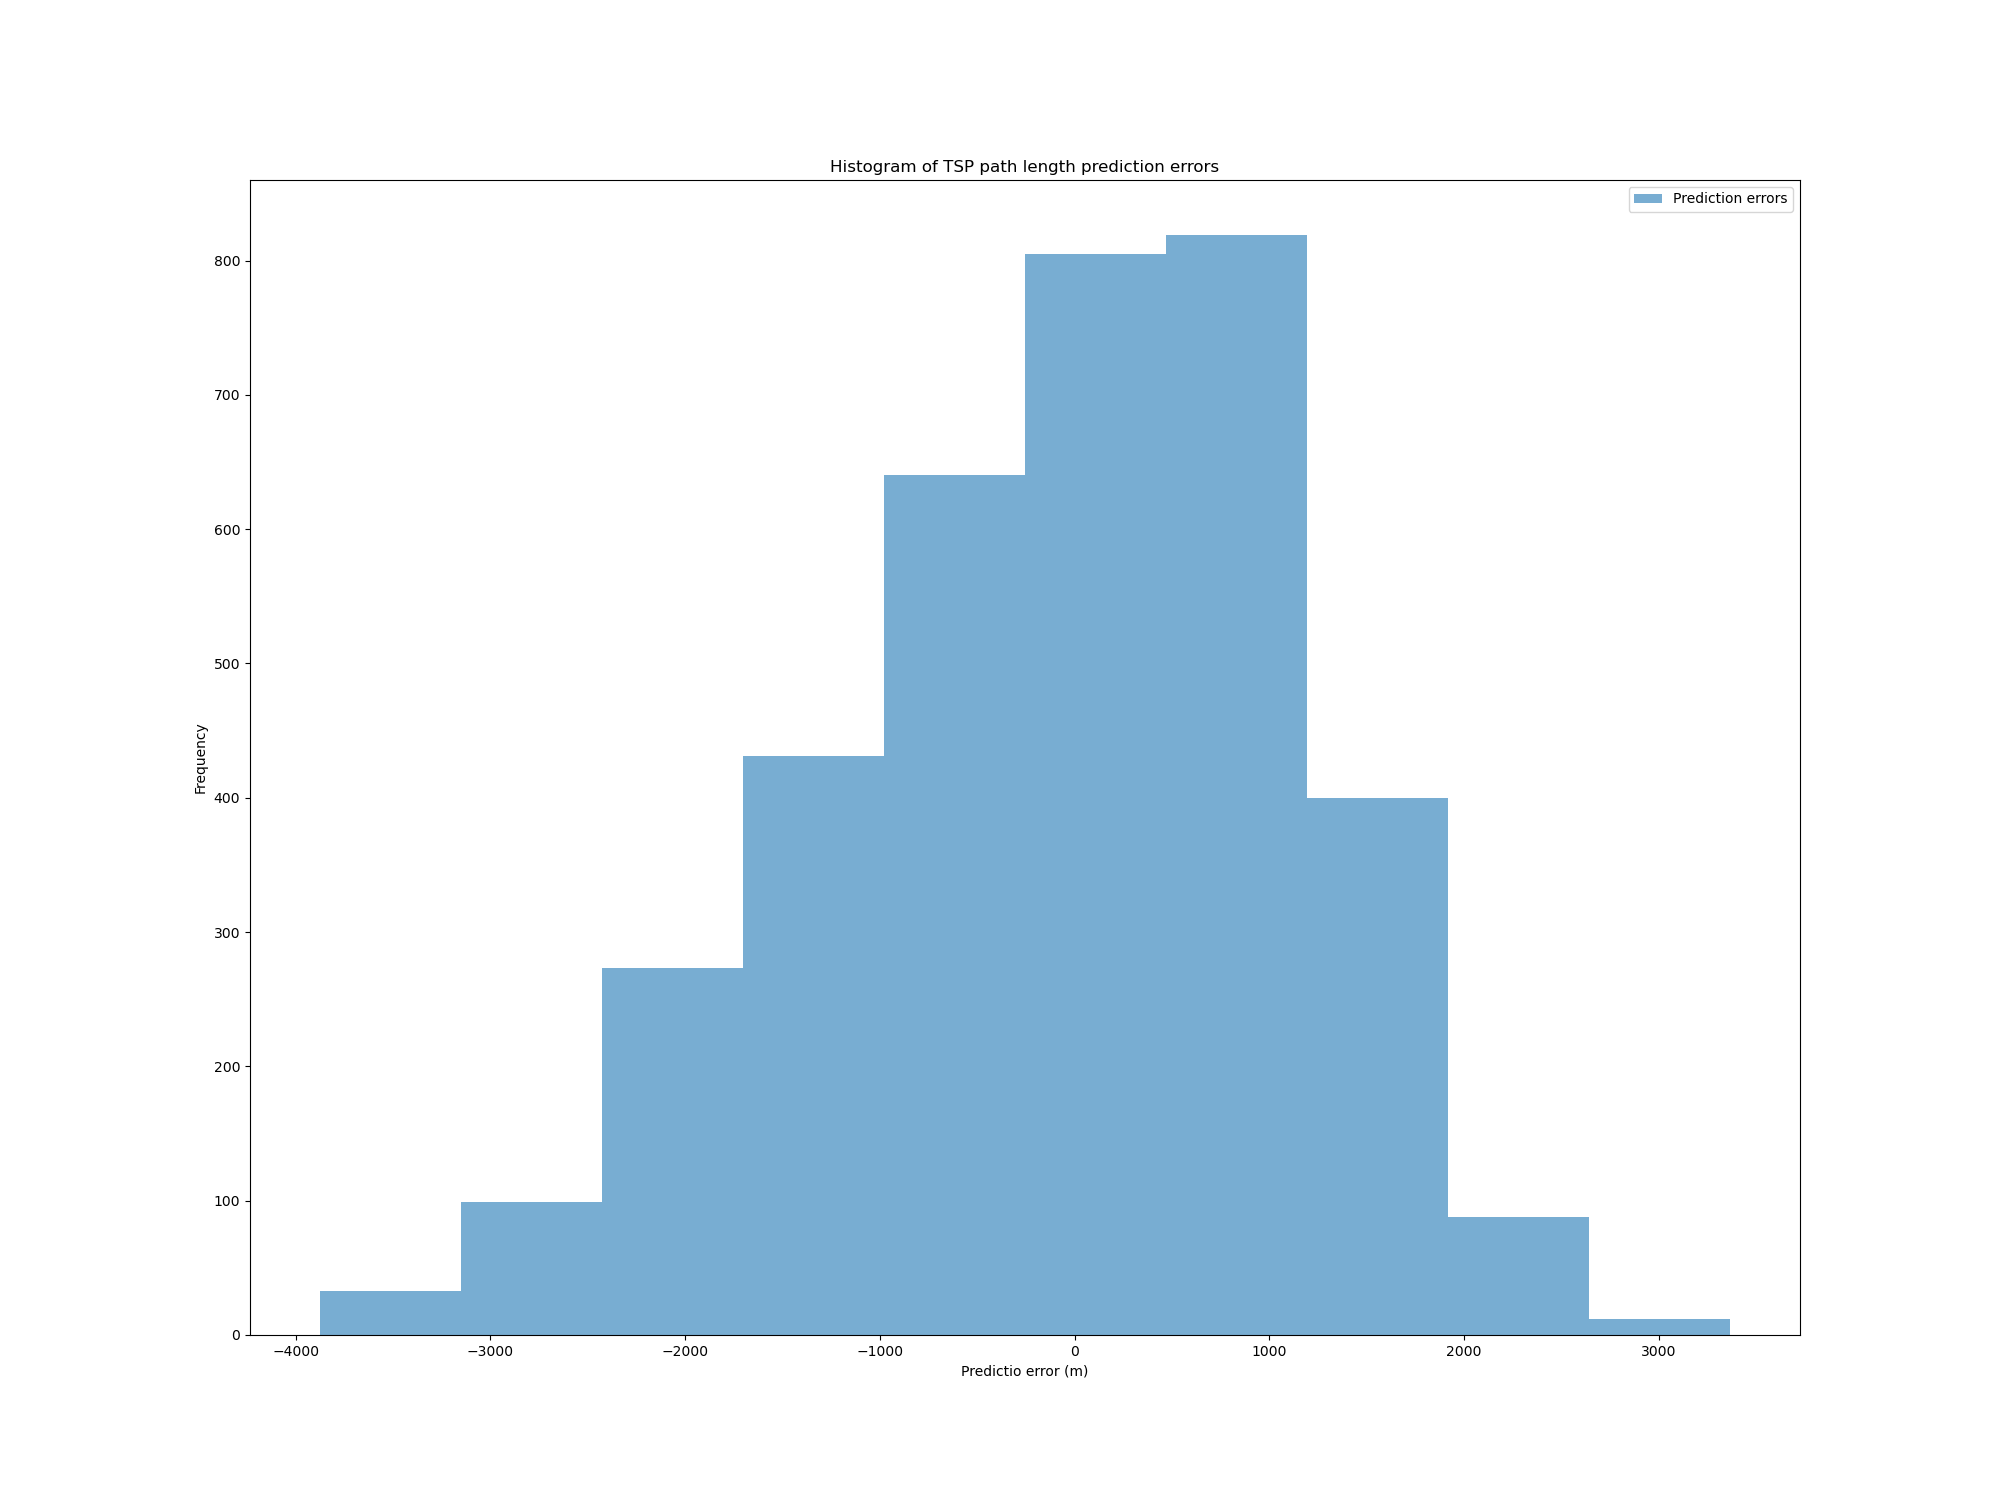 Histogram of TSP path length prediction errors
Prediction errors
800
700
600
500
400
300
200
100
0
Frequency
−4000 −3000 −2000 −1000 0 1000 2000 3000
Predictio error (m)